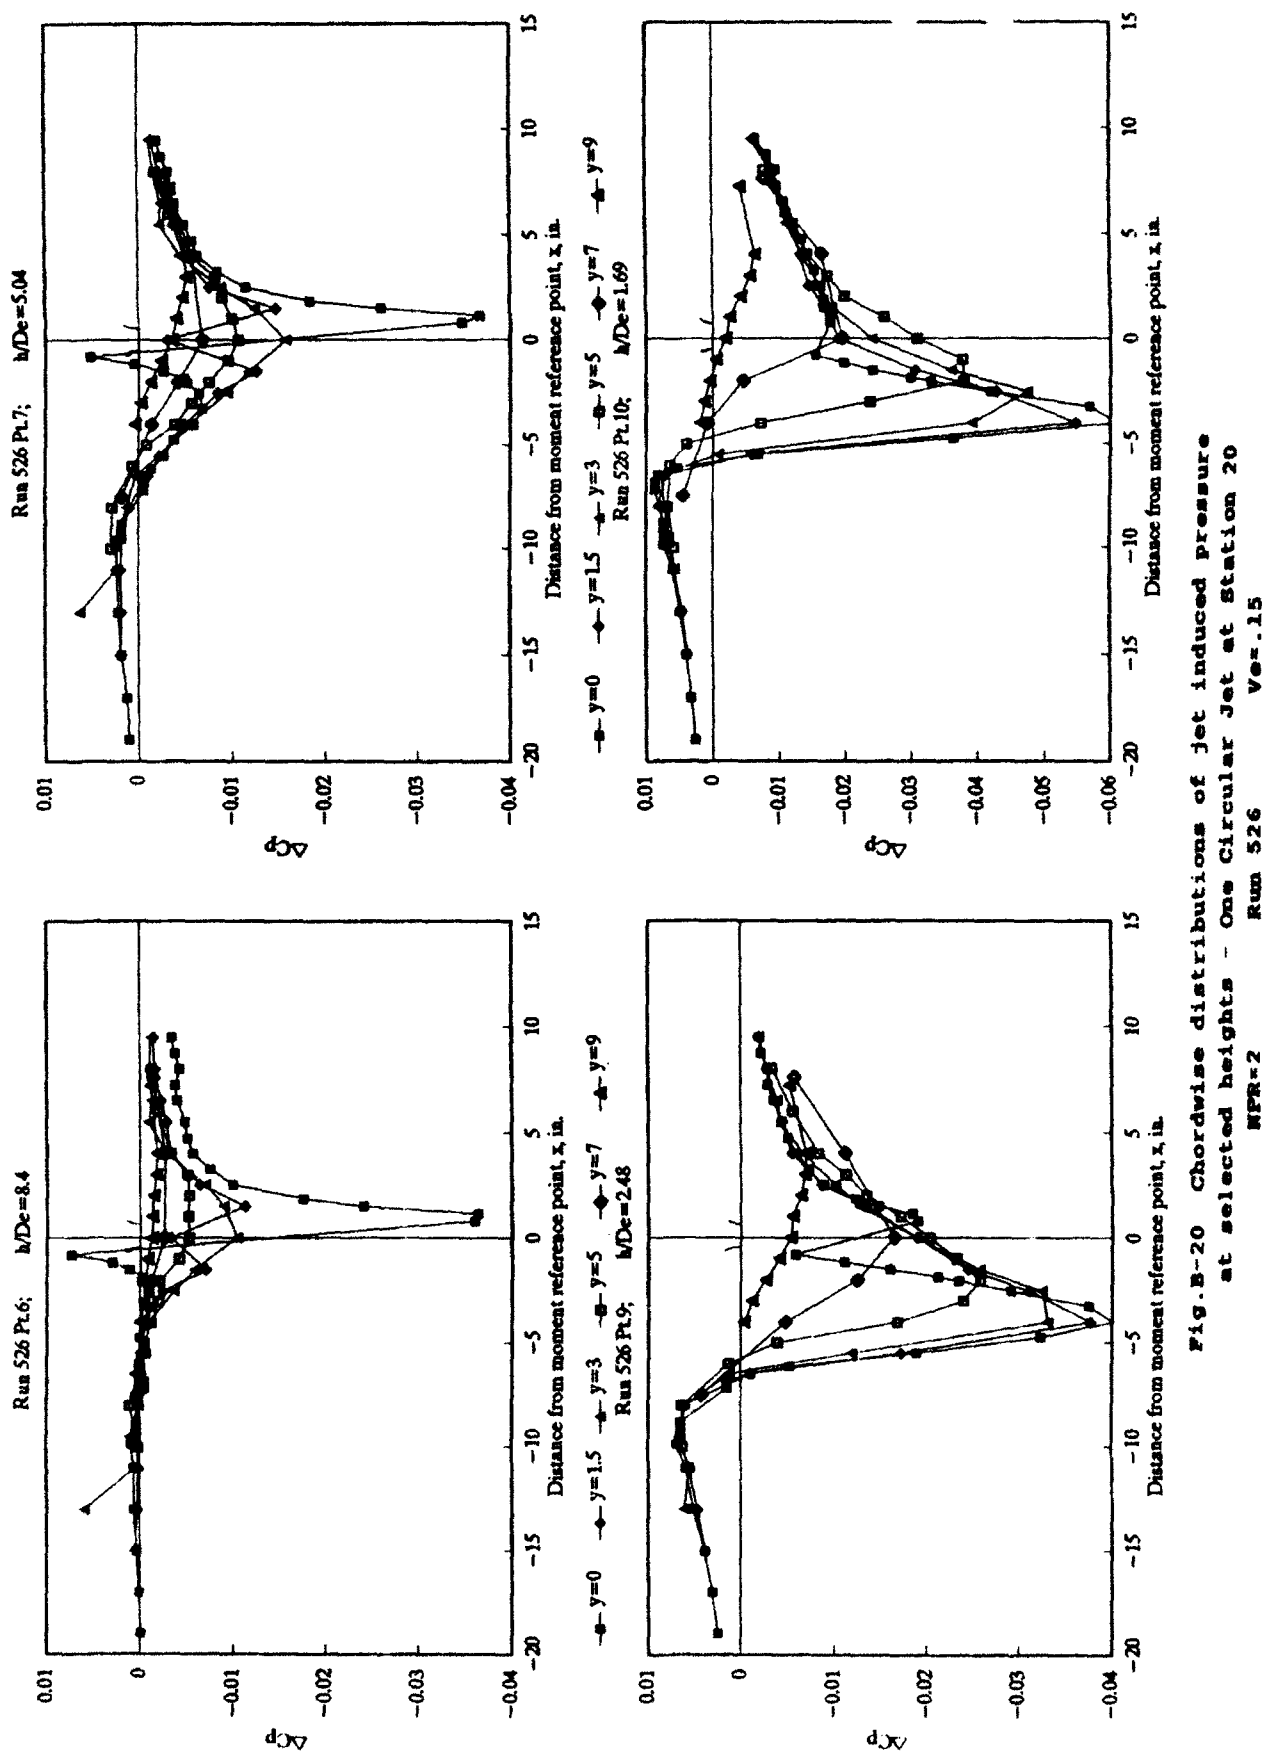 Run 526 Pt.6; h/De=8.4
0.01
0
-0.01
-0.02
-0.03
-0.04
ΔCp
-20 -15 -10 -5 0 5 10 15
Distance from moment reference point, x, in.
Run 526 Pt.7; h/De=5.04
0.01
0
-0.01
-0.02
-0.03
-0.04
ΔCp
-20 -15 -10 -5 0 5 10 15
Distance from moment reference point, x, in.
y=0 y=1.5 y=3 y=5 y=7 y=9
y=0 y=1.5 y=3 y=5 y=7 y=9
Run 526 Pt.9; h/De=2.48
0.01
0
-0.01
-0.02
-0.03
-0.04
ΔCp
-20 -15 -10 -5 0 5 10 15
Distance from moment reference point, x, in.
Run 526 Pt.10; h/De=1.69
0.01
0
-0.01
-0.02
-0.03
-0.04
-0.05
-0.06
ΔCp
-20 -15 -10 -5 0 5 10 15
Distance from moment reference point, x, in.
Fig.B-20 Chordwise distributions of jet induced pressure
at selected heights - One Circular Jet at Station 20
NPR=2 Run 526 Ve=.15